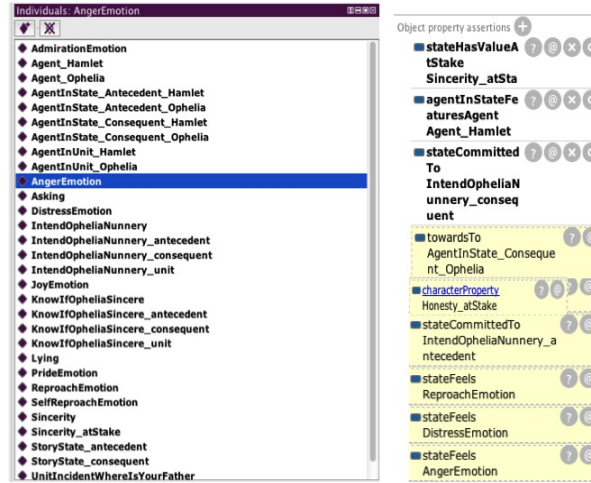 Individuals: AngerEmotion
AdmirationEmotion
Agent_Hamlet
Agent_Ophelia
AgentInState_Antecedent_Hamlet
AgentInState_Antecedent_Ophelia
AgentInState_Consequent_Hamlet
AgentInState_Consequent_Ophelia
AgentInUnit_Hamlet
AgentInUnit_Ophelia
AngerEmotion
Asking
DistressEmotion
IntendOpheliaNunnery
IntendOpheliaNunnery_antecedent
IntendOpheliaNunnery_consequent
IntendOpheliaNunnery_unit
JoyEmotion
KnowIfOpheliaSincere
KnowIfOpheliaSincere_antecedent
KnowIfOpheliaSincere_consequent
KnowIfOpheliaSincere_unit
Lying
PrideEmotion
ReproachEmotion
SelfReproachEmotion
Sincerity
Sincerity_atStake
StoryState_antecedent
StoryState_consequent
UnitIncidentWhereIsYourFather
Object property assertions
stateHasValueA
tStake
Sincerity_atSta
agentInStateFe
aturesAgent
Agent_Hamlet
stateCommitted
To
IntendOpheliaN
unnery_conseq
uent
towardsTo
AgentInState_Conseque
nt_Ophelia
characterProperty
Honesty_atStake
stateCommittedTo
IntendOpheliaNunnery_a
ntecedent
stateFeels
ReproachEmotion
stateFeels
DistressEmotion
stateFeels
AngerEmotion